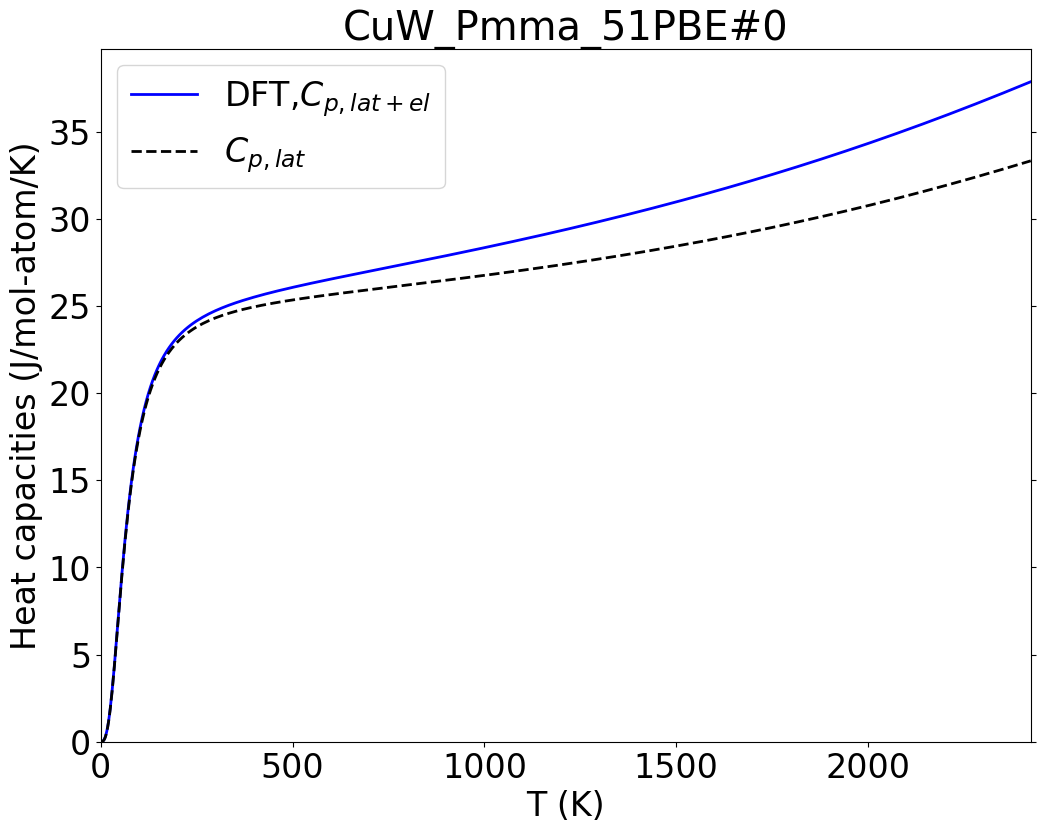 CuW_Pmma_51PBE#0
DFT,C_{p, lat + el}
C_{p, lat}
Heat capacities (J/mol-atom/K)
35
30
25
20
15
10
5
0
0 500 1000 1500 2000
T (K)